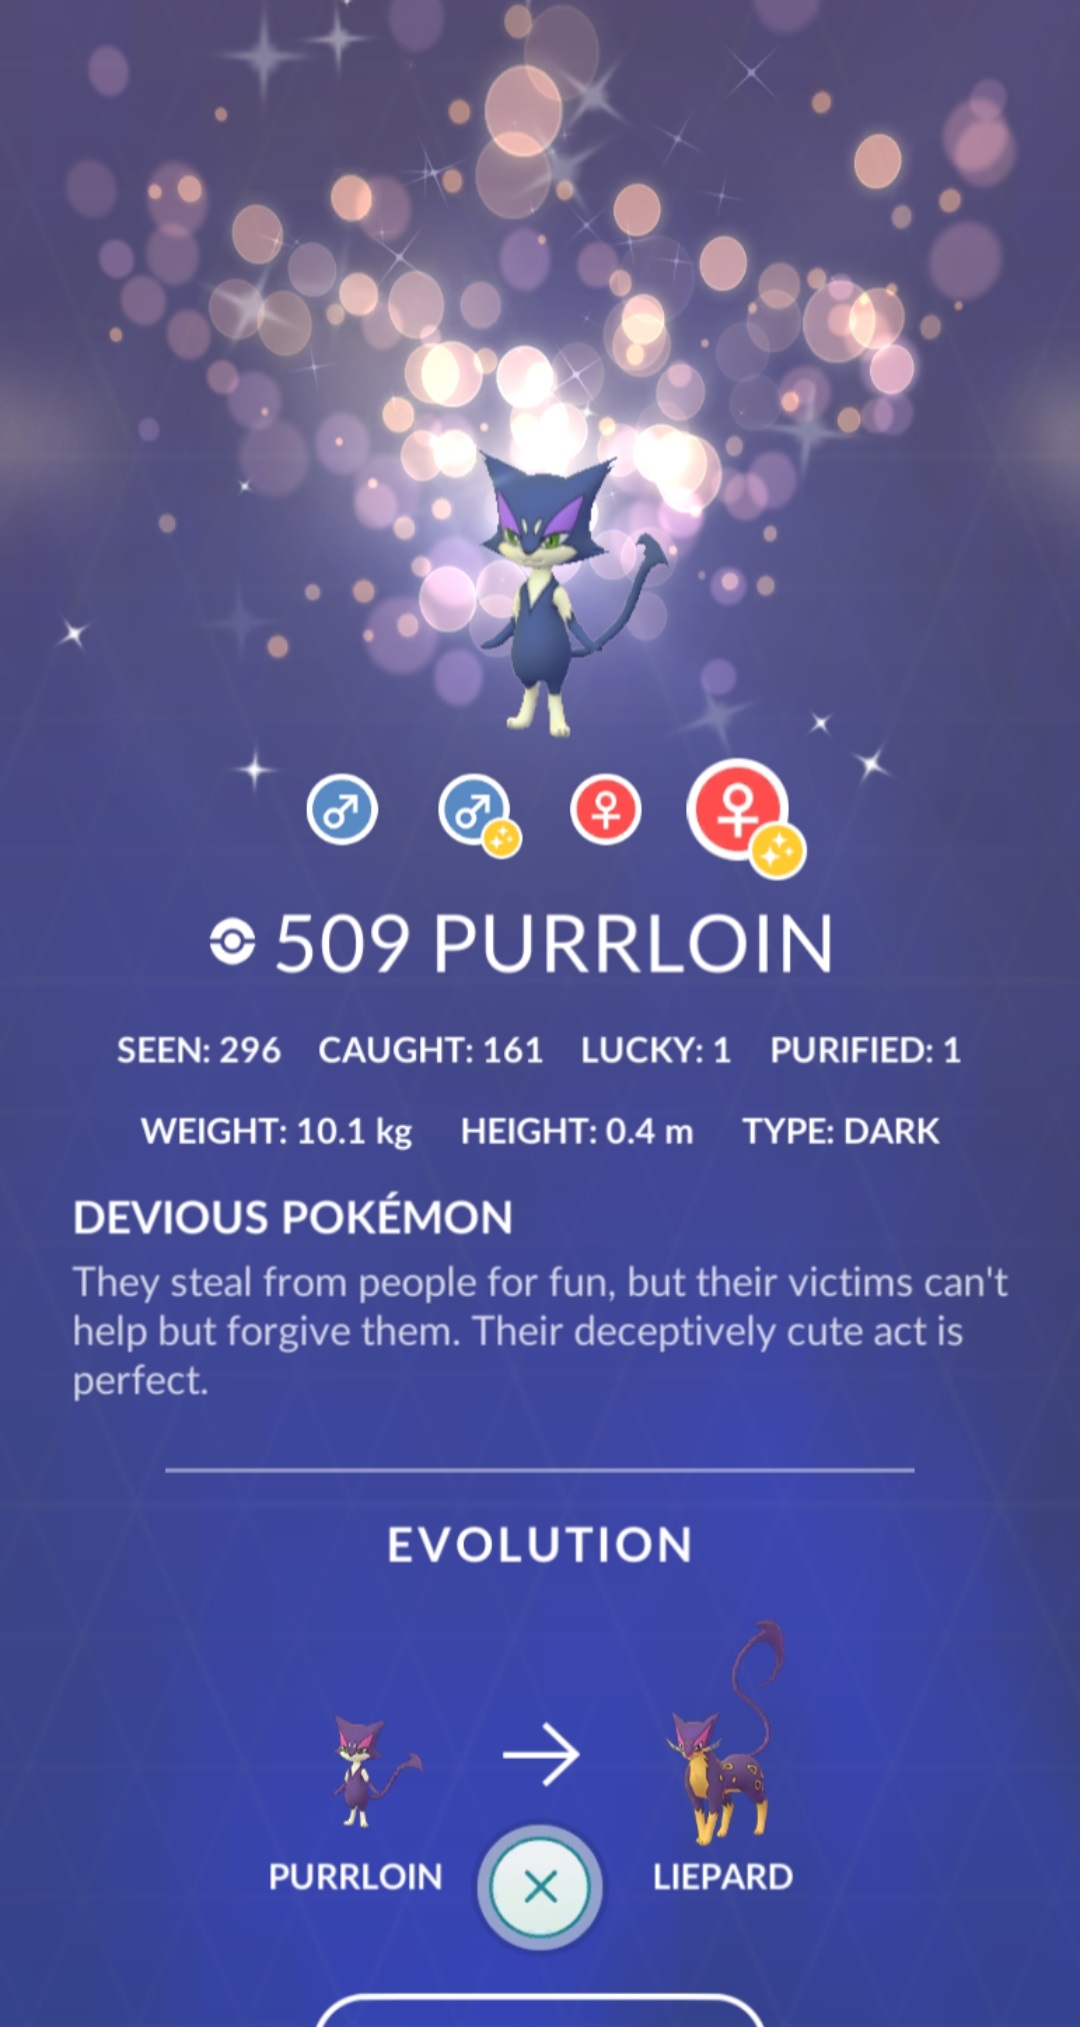 509 PURRLOIN
SEEN: 296 CAUGHT: 161 LUCKY: 1 PURIFIED: 1
WEIGHT: 10.1 kg HEIGHT: 0.4 m TYPE: DARK
DEVIOUS POKÉMON
They steal from people for fun, but their victims can't
help but forgive them. Their deceptively cute act is
perfect.
EVOLUTION
PURRLOIN LIEPARD